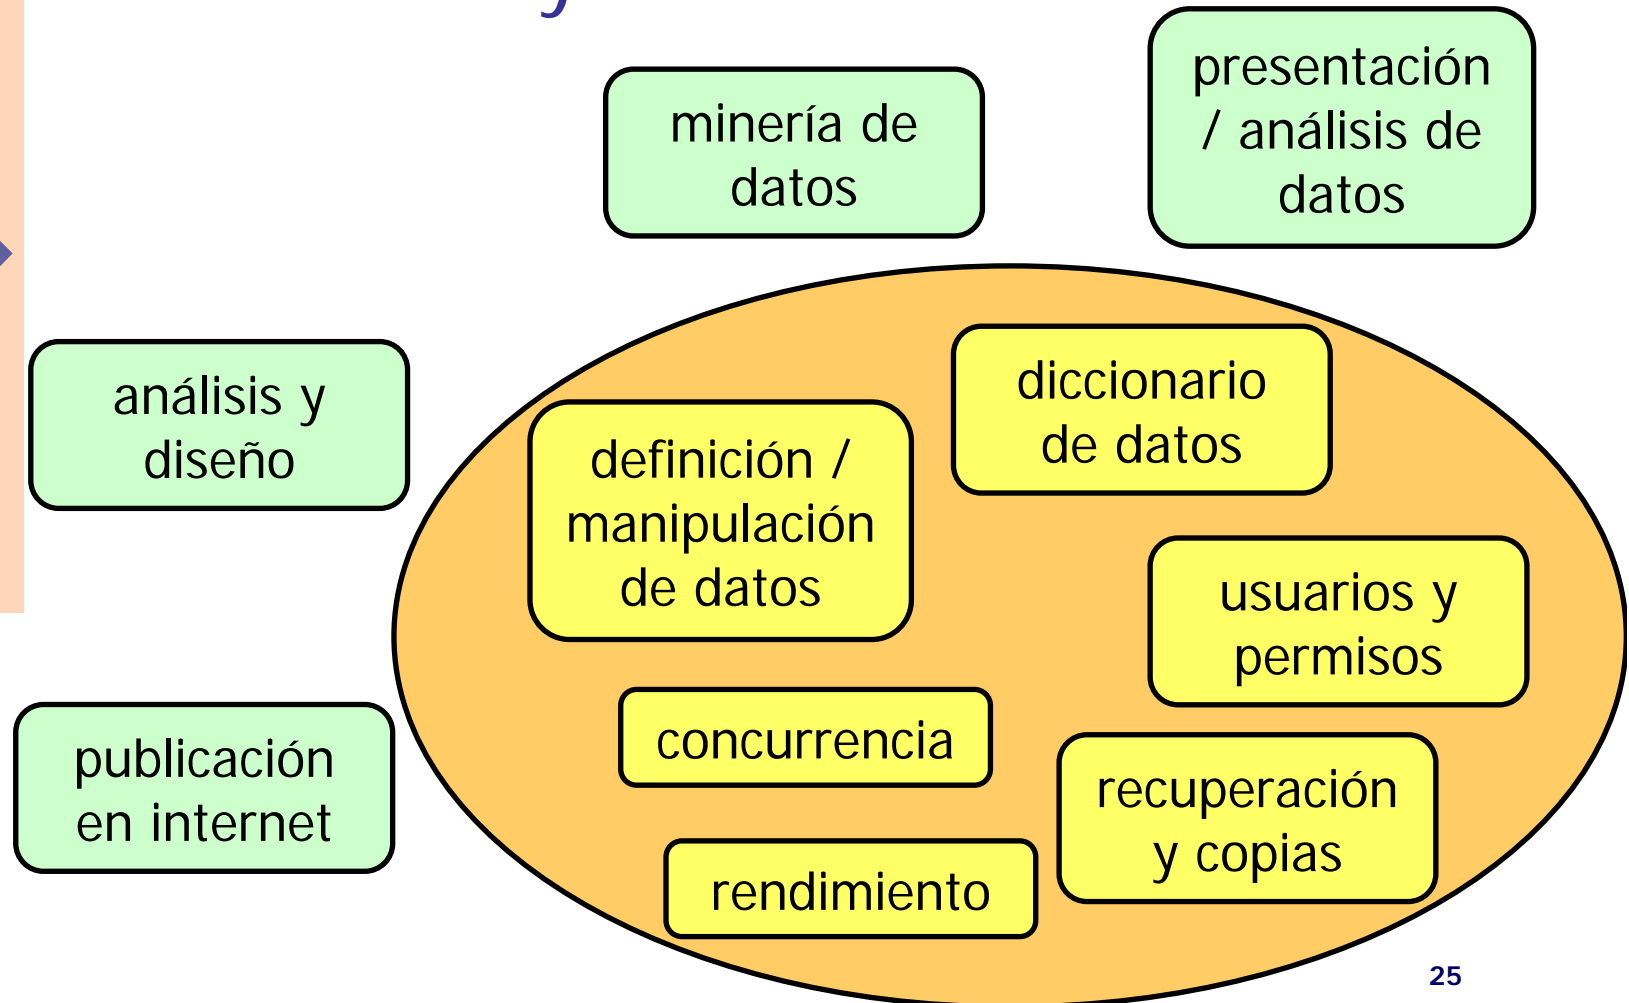 minería de
datos
presentación
/ análisis de
datos
análisis y
diseño
definición /
manipulación
de datos
diccionario
de datos
usuarios y
permisos
publicación
en internet
concurrencia
recuperación
y copias
rendimiento
25